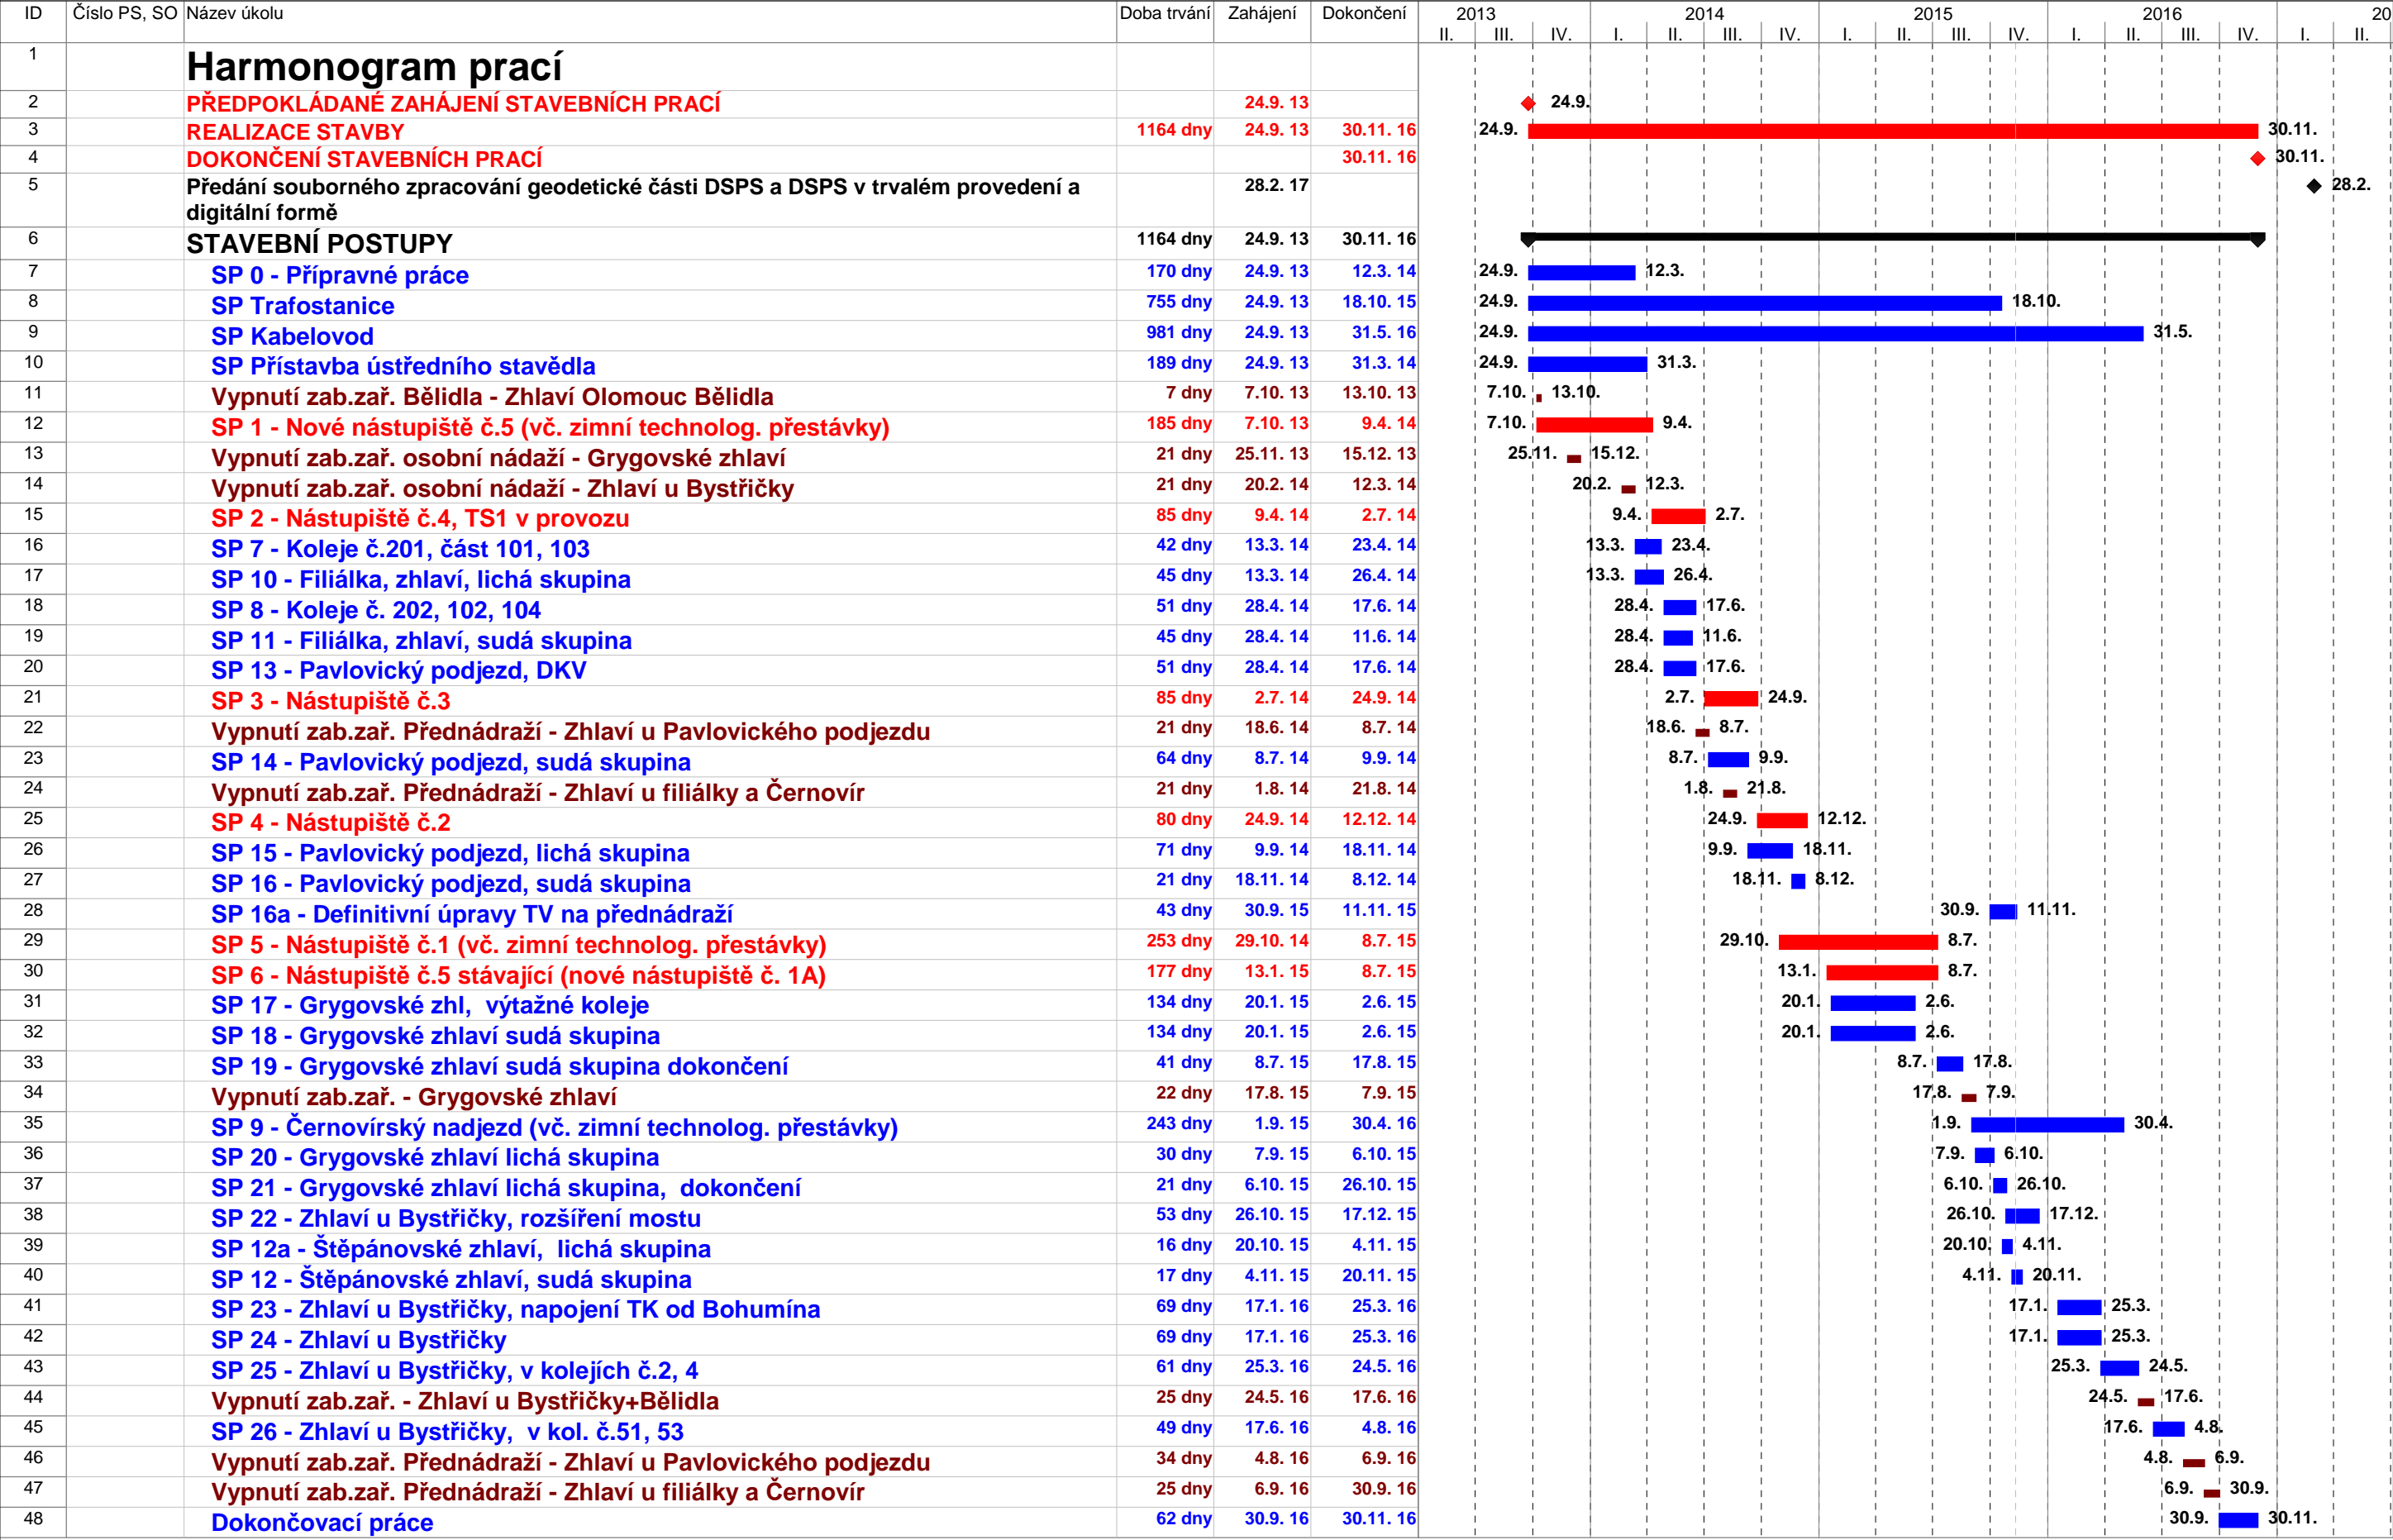 ID Číslo PS, SO Název úkolu Doba trvání Zahájení Dokončení 2013 2014 2015 2016 20
II. III. IV. I. II. III. IV. I. II. III. IV. I. II. III. IV. I. II.
1 Harmonogram prací
2 PŘEDPOKLÁDANÉ ZAHÁJENÍ STAVEBNÍCH PRACÍ 24.9. 13 24.9.
3 REALIZACE STAVBY 1164 dny 24.9. 13 30.11. 16 24.9. 30.11.
4 DOKONČENÍ STAVEBNÍCH PRACÍ 30.11. 16 30.11.
5 Předání souborného zpracování geodetické části DSPS a DSPS v trvalém provedení a 28.2. 17 28.2.
digitální formě
6 STAVEBNÍ POSTUPY 1164 dny 24.9. 13 30.11. 16
7 SP 0 - Přípravné práce 170 dny 24.9. 13 12.3. 14 24.9. 12.3.
8 SP Trafostanice 755 dny 24.9. 13 18.10. 15 24.9. 18.10.
9 SP Kabelovod 981 dny 24.9. 13 31.5. 16 24.9. 31.5.
10 SP Přístavba ústředního stavědla 189 dny 24.9. 13 31.3. 14 24.9. 31.3.
11 Vypnutí zab.zař. Bělidla - Zhlaví Olomouc Bělidla 7 dny 7.10. 13 13.10. 13 7.10. 13.10.
12 SP 1 - Nové nástupiště č.5 (vč. zimní technolog. přestávky) 185 dny 7.10. 13 9.4. 14 7.10. 9.4.
13 Vypnutí zab.zař. osobní nádaží - Grygovské zhlaví 21 dny 25.11. 13 15.12. 13 25.11. 15.12.
14 Vypnutí zab.zař. osobní nádaží - Zhlaví u Bystřičky 21 dny 20.2. 14 12.3. 14 20.2. 12.3.
15 SP 2 - Nástupiště č.4, TS1 v provozu 85 dny 9.4. 14 2.7. 14 9.4. 2.7.
16 SP 7 - Koleje č.201, část 101, 103 42 dny 13.3. 14 23.4. 14 13.3. 23.4.
17 SP 10 - Filiálka, zhlaví, lichá skupina 45 dny 13.3. 14 26.4. 14 13.3. 26.4.
18 SP 8 - Koleje č. 202, 102, 104 51 dny 28.4. 14 17.6. 14 28.4. 17.6.
19 SP 11 - Filiálka, zhlaví, sudá skupina 45 dny 28.4. 14 11.6. 14 28.4. 11.6.
20 SP 13 - Pavlovický podjezd, DKV 51 dny 28.4. 14 17.6. 14 28.4. 17.6.
21 SP 3 - Nástupiště č.3 85 dny 2.7. 14 24.9. 14 2.7. 24.9.
22 Vypnutí zab.zař. Přednádraží - Zhlaví u Pavlovického podjezdu 21 dny 18.6. 14 8.7. 14 18.6. 8.7.
23 SP 14 - Pavlovický podjezd, sudá skupina 64 dny 8.7. 14 9.9. 14 8.7. 9.9.
24 Vypnutí zab.zař. Přednádraží - Zhlaví u filiálky a Černovír 21 dny 1.8. 14 21.8. 14 1.8. 21.8.
25 SP 4 - Nástupiště č.2 80 dny 24.9. 14 12.12. 14 24.9. 12.12.
26 SP 15 - Pavlovický podjezd, lichá skupina 71 dny 9.9. 14 18.11. 14 9.9. 18.11.
27 SP 16 - Pavlovický podjezd, sudá skupina 21 dny 18.11. 14 8.12. 14 18.11. 8.12.
28 SP 16a - Definitivní úpravy TV na přednádraží 43 dny 30.9. 15 11.11. 15 30.9. 11.11.
29 SP 5 - Nástupiště č.1 (vč. zimní technolog. přestávky) 253 dny 29.10. 14 8.7. 15 29.10. 8.7.
30 SP 6 - Nástupiště č.5 stávající (nové nástupiště č. 1A) 177 dny 13.1. 15 8.7. 15 13.1. 8.7.
31 SP 17 - Grygovské zhl, výtažné koleje 134 dny 20.1. 15 2.6. 15 20.1. 2.6.
32 SP 18 - Grygovské zhlaví sudá skupina 134 dny 20.1. 15 2.6. 15 20.1. 2.6.
33 SP 19 - Grygovské zhlaví sudá skupina dokončení 41 dny 8.7. 15 17.8. 15 8.7. 17.8.
34 Vypnutí zab.zař. - Grygovské zhlaví 22 dny 17.8. 15 7.9. 15 17.8. 7.9.
35 SP 9 - Černovírský nadjezd (vč. zimní technolog. přestávky) 243 dny 1.9. 15 30.4. 16 1.9. 30.4.
36 SP 20 - Grygovské zhlaví lichá skupina 30 dny 7.9. 15 6.10. 15 7.9. 6.10.
37 SP 21 - Grygovské zhlaví lichá skupina, dokončení 21 dny 6.10. 15 26.10. 15 6.10. 26.10.
38 SP 22 - Zhlaví u Bystřičky, rozšíření mostu 53 dny 26.10. 15 17.12. 15 26.10. 17.12.
39 SP 12a - Štěpánovské zhlaví, lichá skupina 16 dny 20.10. 15 4.11. 15 20.10. 4.11.
40 SP 12 - Štěpánovské zhlaví, sudá skupina 17 dny 4.11. 15 20.11. 15 4.11. 20.11.
41 SP 23 - Zhlaví u Bystřičky, napojení TK od Bohumína 69 dny 17.1. 16 25.3. 16 17.1. 25.3.
42 SP 24 - Zhlaví u Bystřičky 69 dny 17.1. 16 25.3. 16 17.1. 25.3.
43 SP 25 - Zhlaví u Bystřičky, v kolejích č.2, 4 61 dny 25.3. 16 24.5. 16 25.3. 24.5.
44 Vypnutí zab.zař. - Zhlaví u Bystřičky+Bělidla 25 dny 24.5. 16 17.6. 16 24.5. 17.6.
45 SP 26 - Zhlaví u Bystřičky, v kol. č.51, 53 49 dny 17.6. 16 4.8. 16 17.6. 4.8.
46 Vypnutí zab.zař. Přednádraží - Zhlaví u Pavlovického podjezdu 34 dny 4.8. 16 6.9. 16 4.8. 6.9.
47 Vypnutí zab.zař. Přednádraží - Zhlaví u filiálky a Černovír 25 dny 6.9. 16 30.9. 16 6.9. 30.9.
48 Dokončovací práce 62 dny 30.9. 16 30.11. 16 30.9. 30.11.